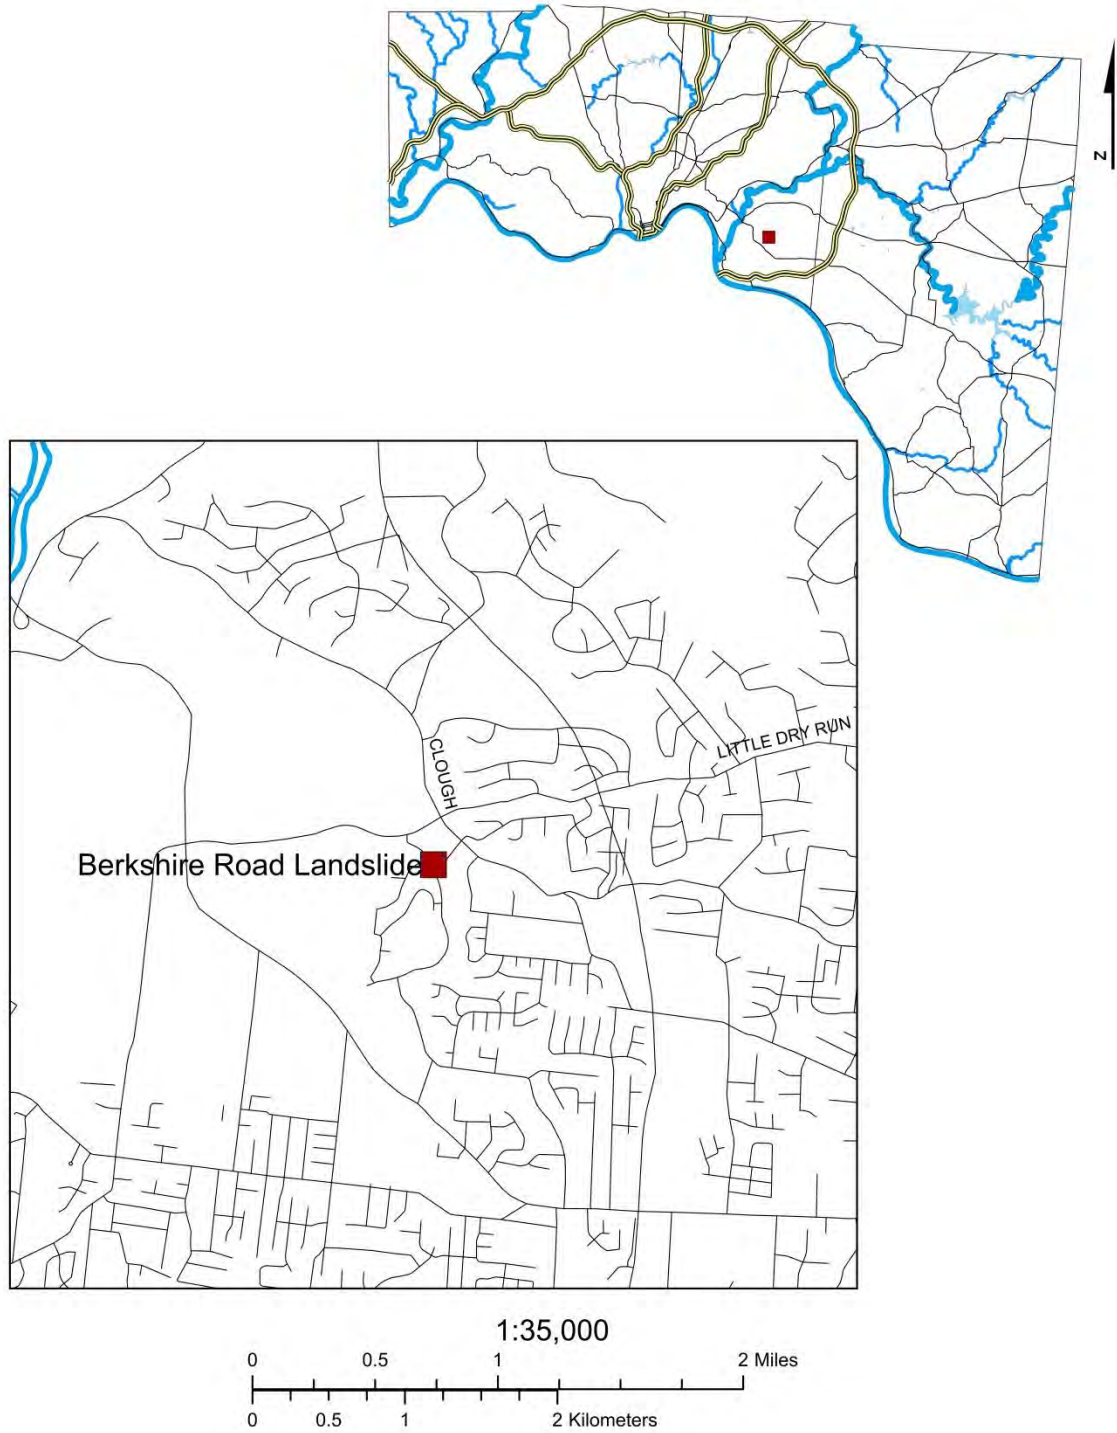 N
LITTLE DRY RUN
CLOUGH
Berkshire Road Landslide
1:35,000
0 0.5 1 2 Miles
0 0.5 1 2 Kilometers